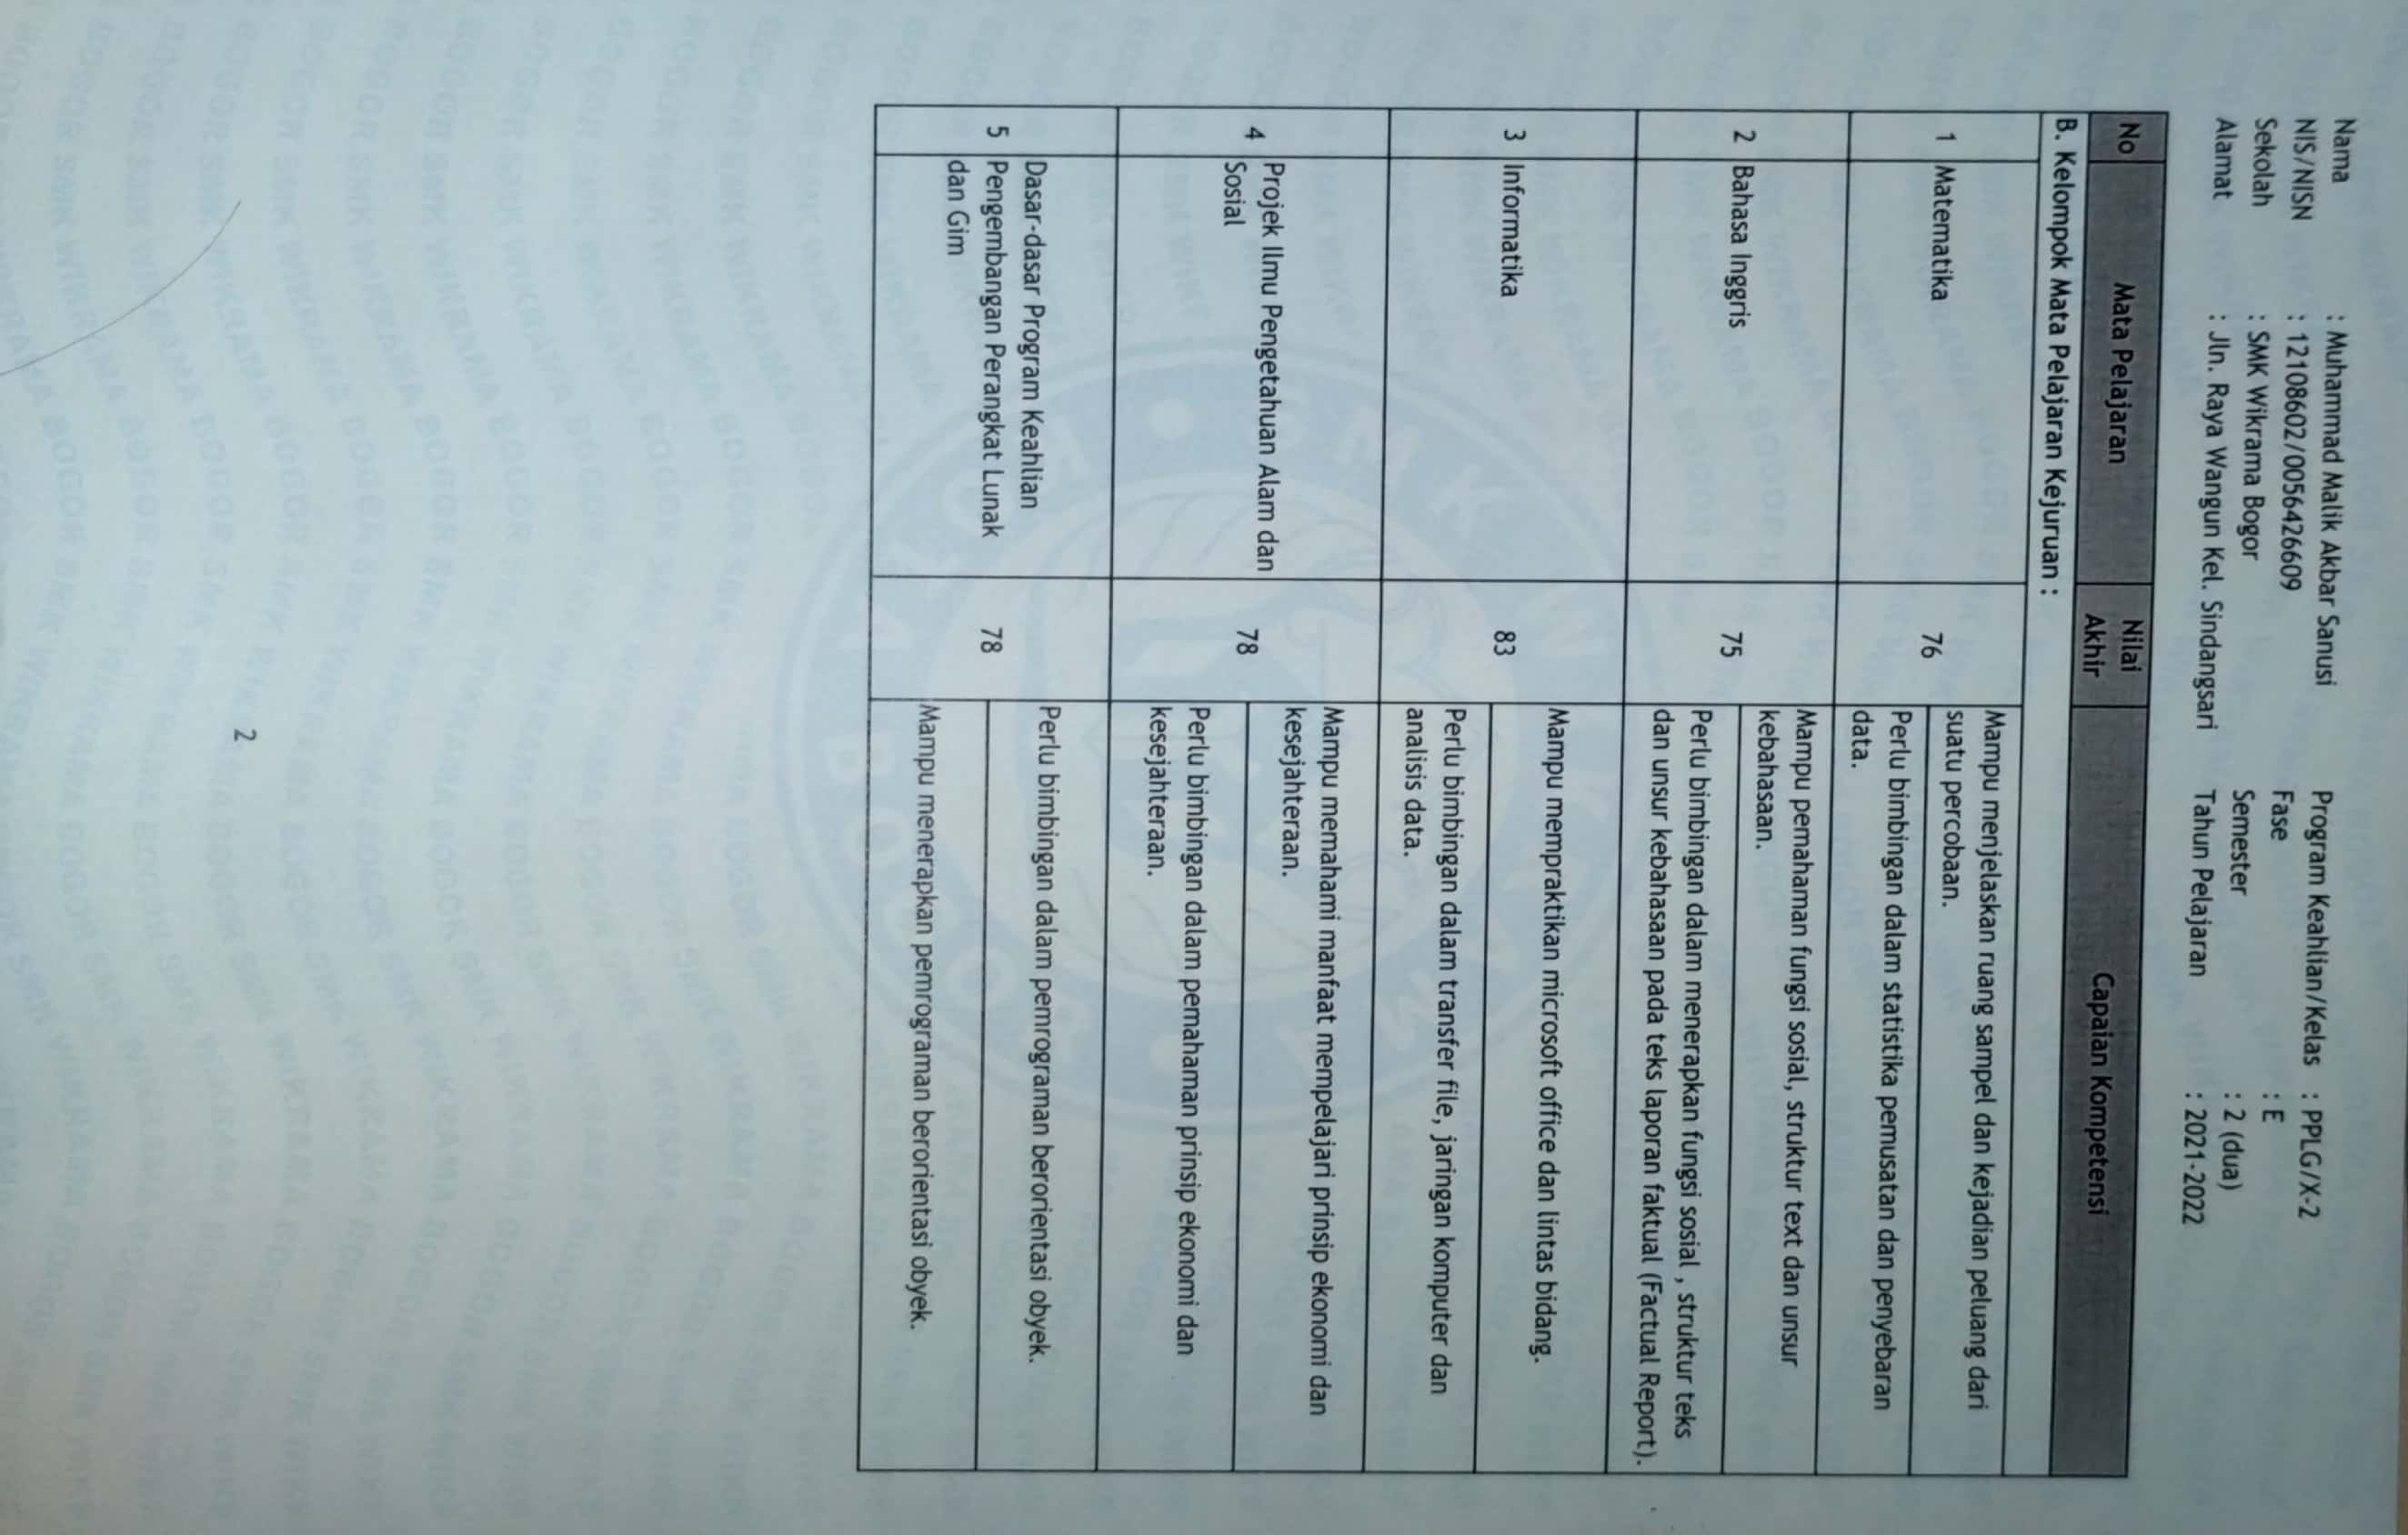 Nama : Muhammad Malik Akbar Sanusi
NIS/NISN : 12108602/0056426609
Sekolah : SMK Wikrama Bogor
Alamat : Jln. Raya Wangun Kel. Sindangsari
Program Keahlian/Kelas : PPLG/X-2
Fase : E
Semester : 2 (dua)
Tahun Pelajaran : 2021-2022
No Mata Pelajaran Nilai Akhir Capaian Kompetensi
B. Kelompok Mata Pelajaran Kejuruan :
1 Matematika 76
Mampu menjelaskan ruang sampel dan kejadian peluang dari
suatu percobaan.
Perlu bimbingan dalam statistika pemusatan dan penyebaran
data.
2 Bahasa Inggris 75
Mampu pemahaman fungsi sosial, struktur text dan unsur
kebahasaan.
Perlu bimbingan dalam menerapkan fungsi sosial , struktur teks
dan unsur kebahasaan pada teks laporan faktual (Factual Report).
3 Informatika 83
Mampu mempraktikan microsoft office dan lintas bidang.
Perlu bimbingan dalam transfer file, jaringan komputer dan
analisis data.
4 Projek Ilmu Pengetahuan Alam dan
Sosial 78
Mampu memahami manfaat mempelajari prinsip ekonomi dan
kesejahteraan.
Perlu bimbingan dalam pemahaman prinsip ekonomi dan
kesejahteraan.
5 Dasar-dasar Program Keahlian
Pengembangan Perangkat Lunak
dan Gim 78
Perlu bimbingan dalam pemrograman berorientasi obyek.
Mampu menerapkan pemrograman berorientasi obyek.
2